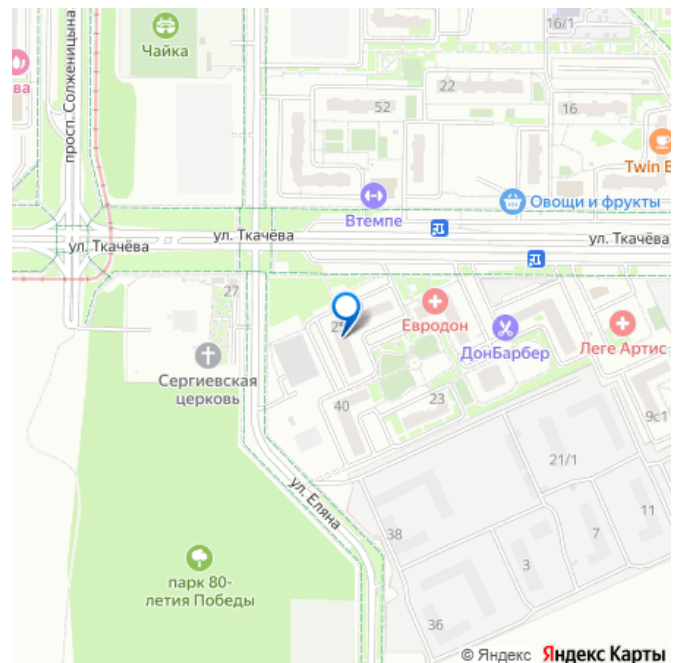 16/1
Чайка
просп. Солженицына
ва
22
52
16
Twin B
Овощи и фрукты
Втемпе
ул. Ткачёва
ул. Ткачёва
ул. Ткачёва
27
Евродон
ДонБарбер
Леге Артис
Сергиевская
церковь
40
23
9с1
21/1
ул. Еляна
38
11
7
3
парк 80-
летия Победы
36
© Яндекс Яндекс Карты